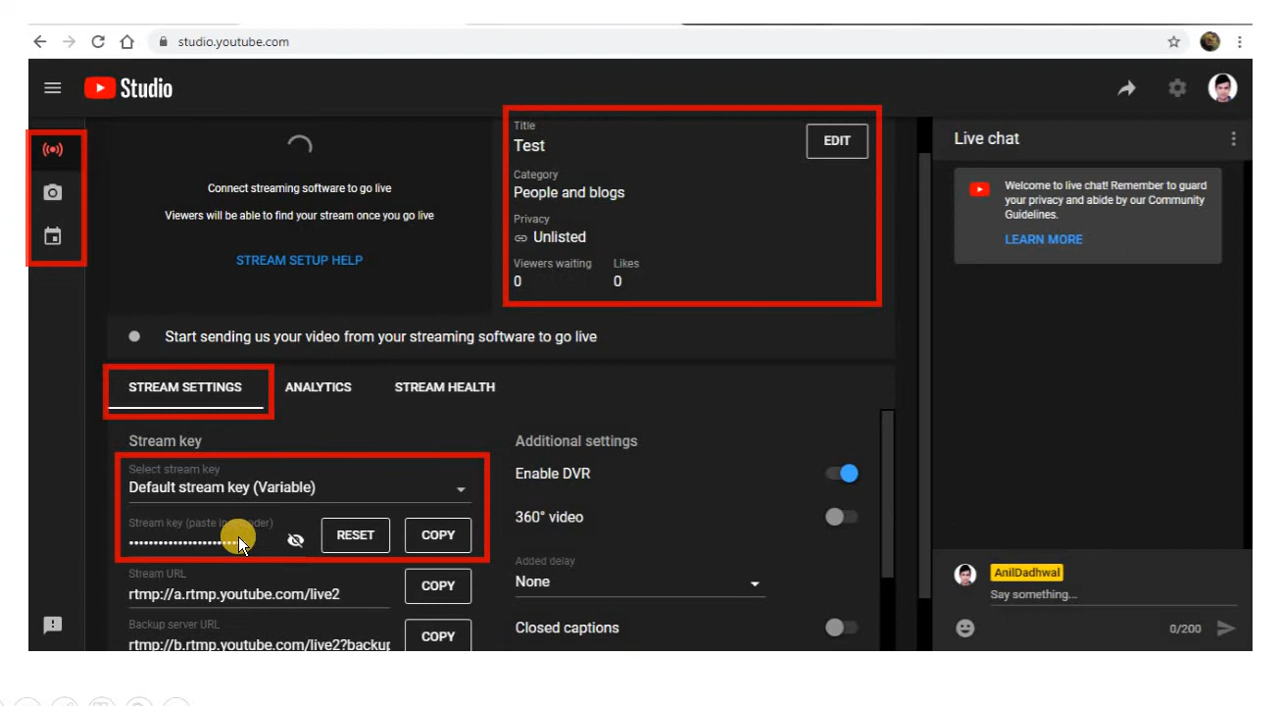 studio.youtube.com
Studio
Connect streaming software to go live
Viewers will be able to find your stream once you go live
STREAM SETUP HELP
Title
Test
EDIT
Category
People and blogs
Privacy
Unlisted
Viewers waiting Likes
0 0
Live chat
Welcome to live chat! Remember to guard
your privacy and abide by our Community
Guidelines.
LEARN MORE
Start sending us your video from your streaming software to go live
STREAM SETTINGS ANALYTICS STREAM HEALTH
Stream key
Select stream key
Default stream key (Variable)
Stream key (paste in
RESET COPY
Stream URL
rtmp://a.rtmp.youtube.com/live2 COPY
Backup server URL
rtmp://b.rtmp.youtube.com/live2?backup COPY
Additional settings
Enable DVR
360° video
Added delay
None
Closed captions
AnilDadhwal
Say something...
0/200